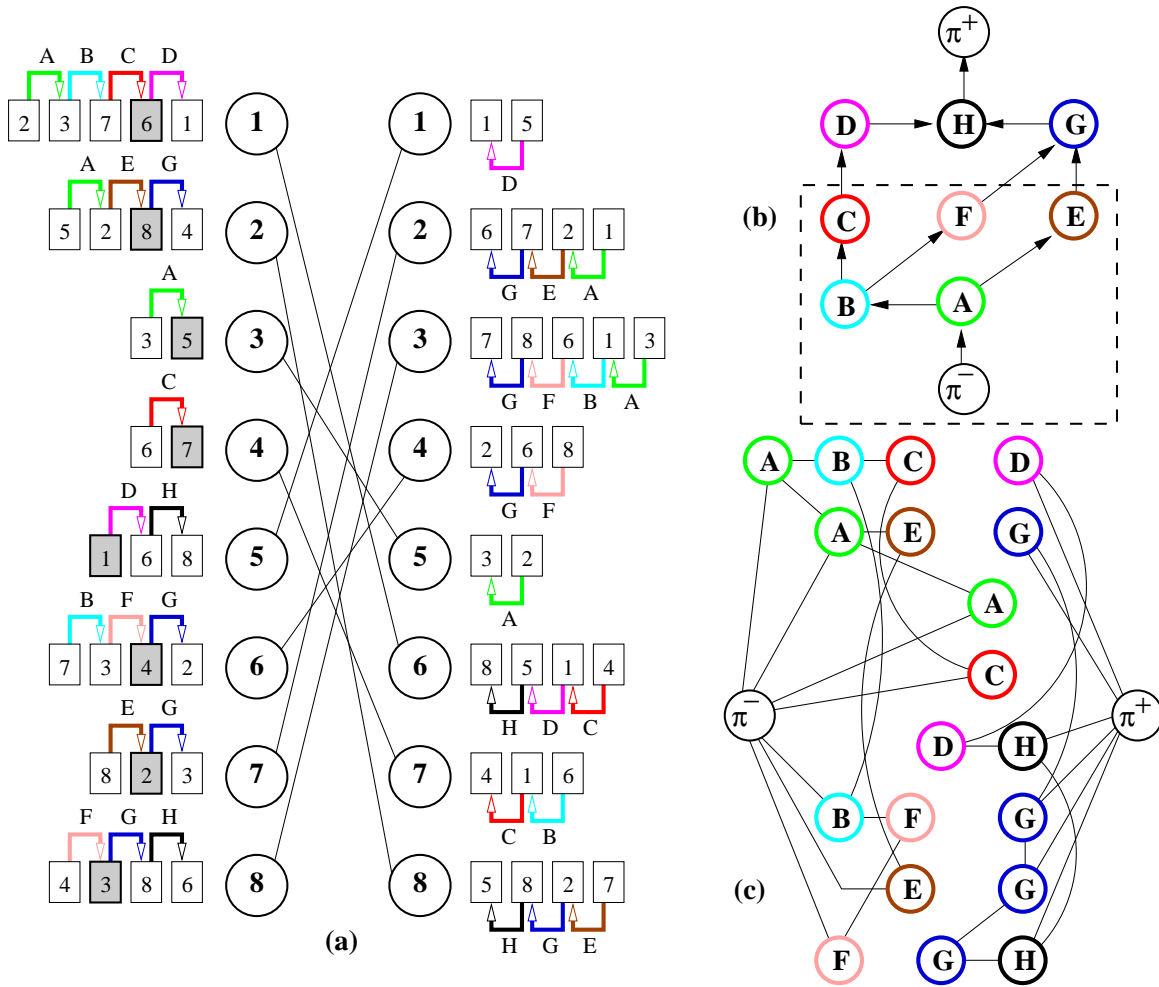 A B C D
2 3 7 6 1
1
1
1 5
D
A E G
5 2 8 4
2
2
6 7 2 1
G E A
A
3 5
3
3
7 8 6 1 3
G F B A
C
6 7
4
4
2 6 8
G F
D H
1 6 8
5
5
3 2
A
B F G
7 3 4 2
6
6
8 5 1 4
H D C
E G
8 2 3
7
7
4 1 6
C B
F G H
4 3 8 6
8
8
5 8 2 7
H G E
(a)
π+
D H G
(b)
C F E
B A
π−
A B C D
A E G
A
C
π− π+
D H
B F G
(c)
E G
F G H